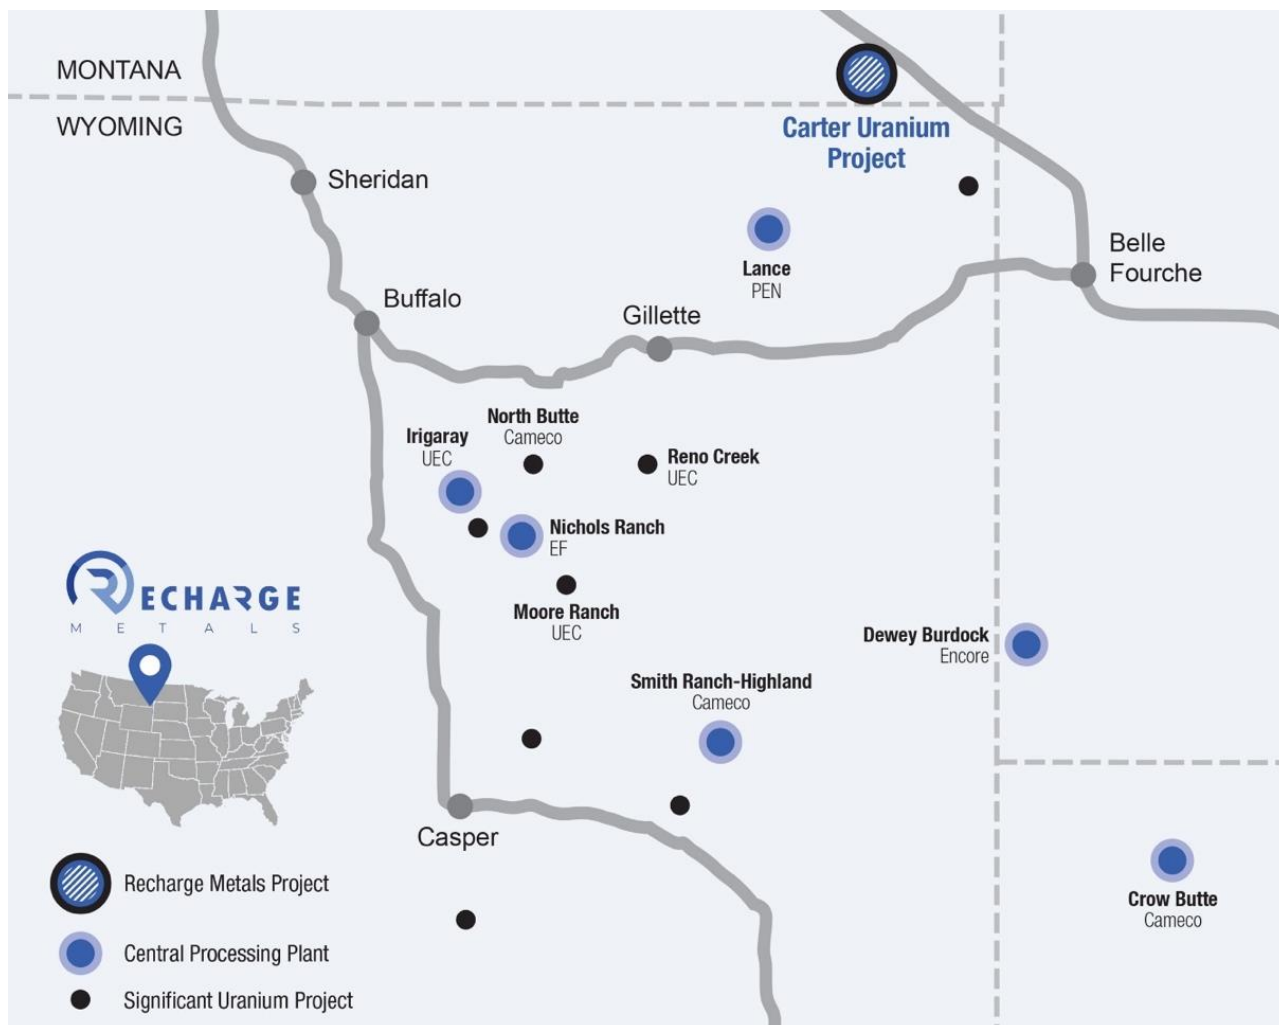 MONTANA
WYOMING
Carter Uranium
Project
Sheridan
Lance
PEN
Belle
Fourche
Buffalo
Gillette
North Butte
Cameco
Irigaray
UEC
Reno Creek
UEC
Nichols Ranch
EF
Moore Ranch
UEC
Dewey Burdock
Encore
Smith Ranch-Highland
Cameco
Casper
Crow Butte
Cameco
RECHARGE
METALS
Recharge Metals Project
Central Processing Plant
Significant Uranium Project